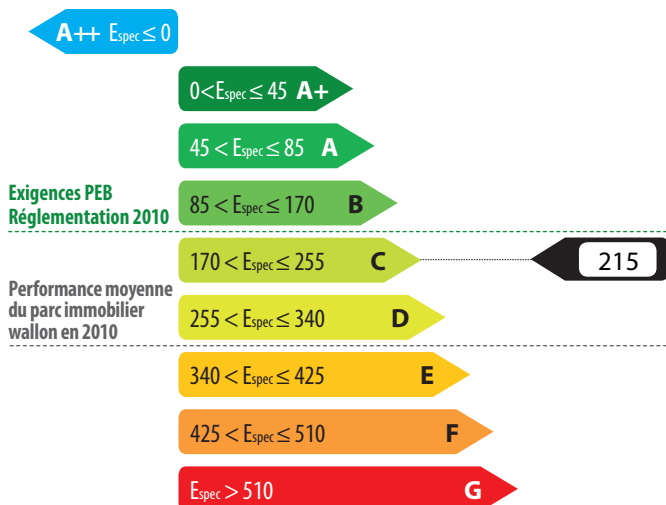 A++ Espec ≤ 0
0 < Espec ≤ 45 A+
45 < Espec ≤ 85 A
Exigences PEB
Réglementation 2010
85 < Espec ≤ 170 B
170 < Espec ≤ 255 C
215
Performance moyenne
du parc immobilier
wallon en 2010
255 < Espec ≤ 340 D
340 < Espec ≤ 425 E
425 < Espec ≤ 510 F
Espec > 510 G